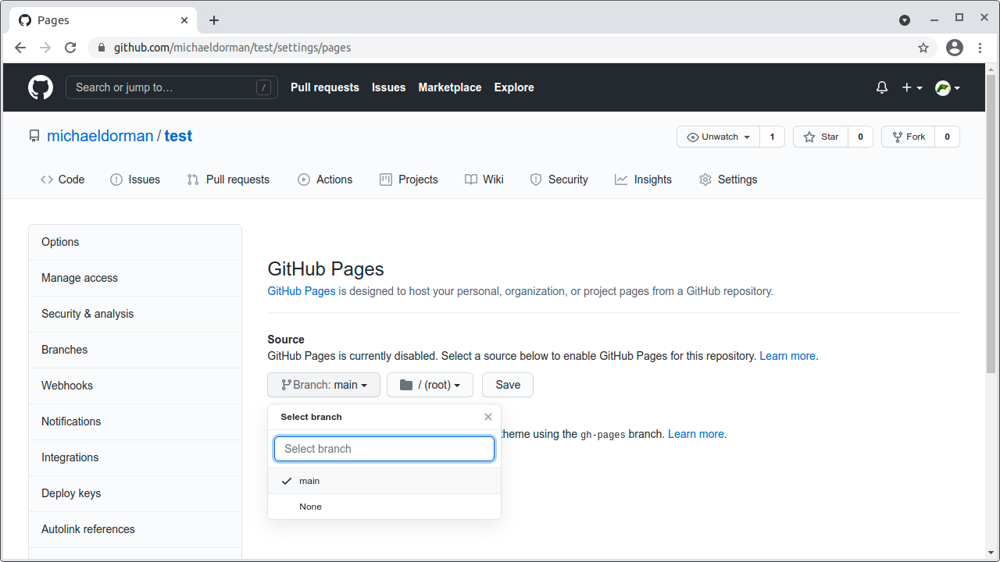 Pages
github.com/michaeldorman/test/settings/pages
Search or jump to… /
Pull requests Issues Marketplace Explore
michaeldorman / test
Unwatch 1 Star 0 Fork 0
Code Issues Pull requests Actions Projects Wiki Security Insights Settings
Options
Manage access
Security & analysis
Branches
Webhooks
Notifications
Integrations
Deploy keys
Autolink references
GitHub Pages
GitHub Pages is designed to host your personal, organization, or project pages from a GitHub repository.
Source
GitHub Pages is currently disabled. Select a source below to enable GitHub Pages for this repository. Learn more.
Branch: main / (root) Save
Select branch
Select branch
main
None
theme using the gh-pages branch. Learn more.